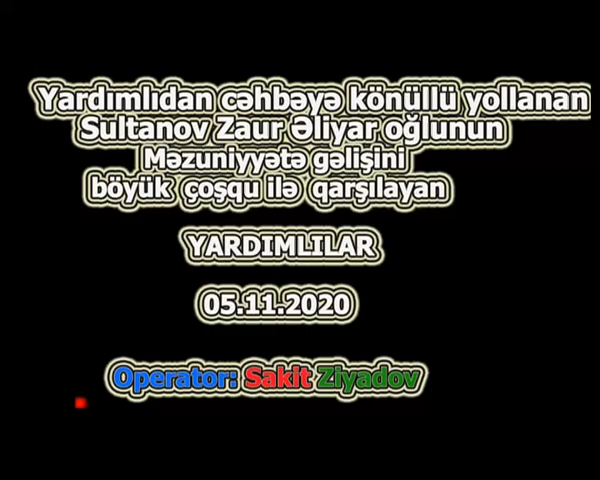 Yardımlıdan cəhbəyə könüllü yollanan
Sultanov Zaur Əliyar oğlunun
Məzuniyyətə gəlişini
böyük çoşqu ilə qarşılayan
YARDIMLILAR
05.11.2020
Operator: Sakit Ziyadov